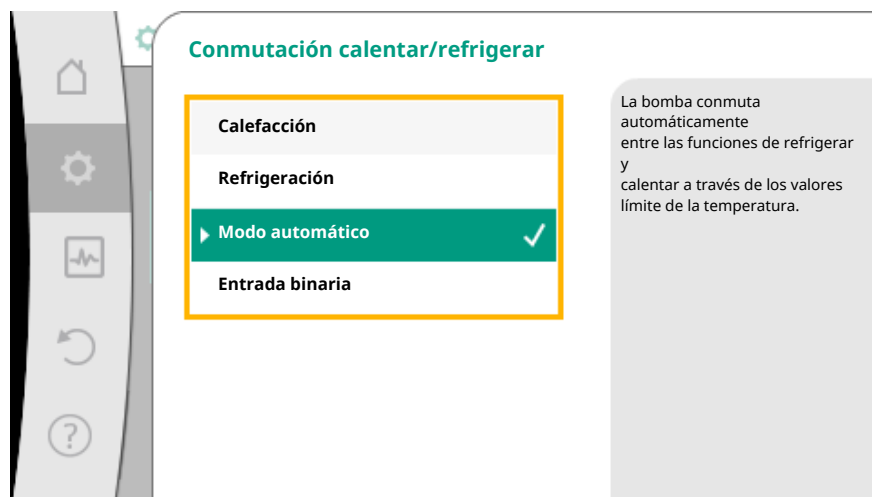 Conmutación calentar/refrigerar
Calefacción
Refrigeración
Modo automático
Entrada binaria
La bomba conmuta
automáticamente
entre las funciones de refrigerar
y
calentar a través de los valores
límite de la temperatura.
?